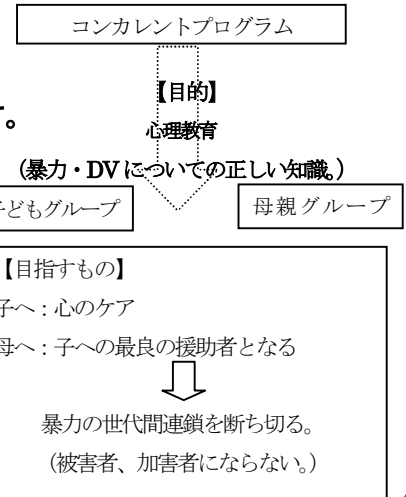 コンカレントプログラム
【目的】
す。
心理教育
（暴力・DVについての正しい知識。）
子どもグループ
母親グループ
【目指すもの】
子へ：心のケア
母へ：子への最良の援助者となる
暴力の世代間連鎖を断ち切る。
（被害者、加害者にならない。）